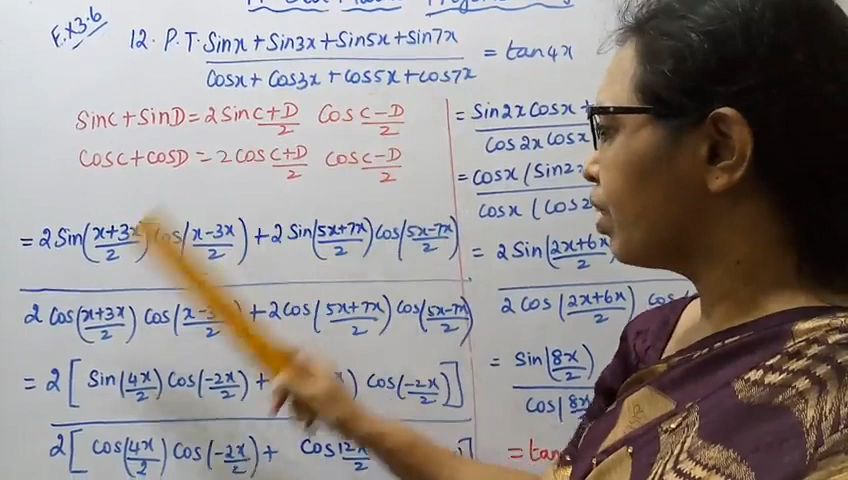 Ex 3.6
12. P.T. Sinx + Sin3x + Sin5x + sin7x
= tan4x
Cosx + Cos3x + cos5x + cos7x
SinC + SinD = 2 Sin C+D/2 Cos C-D/2
CosC + cosD = 2 cos C+D/2 cos C-D/2
= 2 Sin(x+3x/2) Cos(x-3x/2) + 2 Sin(5x+7x/2) Cos(5x-7x/2)
2 Cos(x+3x/2) Cos(x-3x/2) + 2 Cos(5x+7x/2) Cos(5x-7x/2)
= 2[ Sin(4x/2) Cos(-2x/2) + x) Cos(-2x/2)]
2[ Cos(4x/2) Cos(-2x/2) + Cos 12x/2 ]
= Sin2x Cosx +
Cos2x Cosx
= Cosx (Sin2
Cosx (Cos2
= 2 Sin(2x+6x/2)
2 Cos(2x+6x/2) Cos
= Sin(8x/2)
Cos(8x
= tan